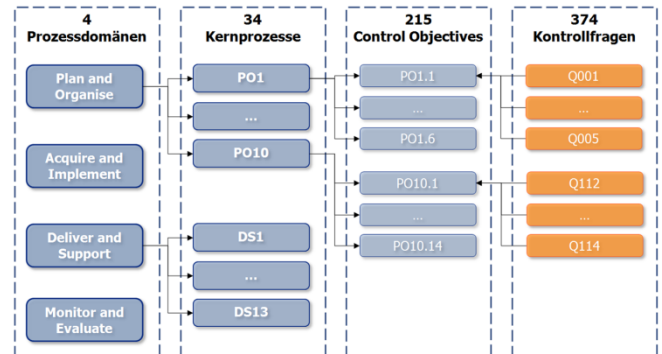 4
Prozessdomänen
Plan and
Organise
Acquire and
Implement
Deliver and
Support
Monitor and
Evaluate
34
Kernprozesse
PO1
...
PO10
DS1
...
DS13
215
Control Objectives
PO1.1
...
PO1.6
PO10.1
...
PO10.14
374
Kontrollfragen
Q001
...
Q005
Q112
...
Q114